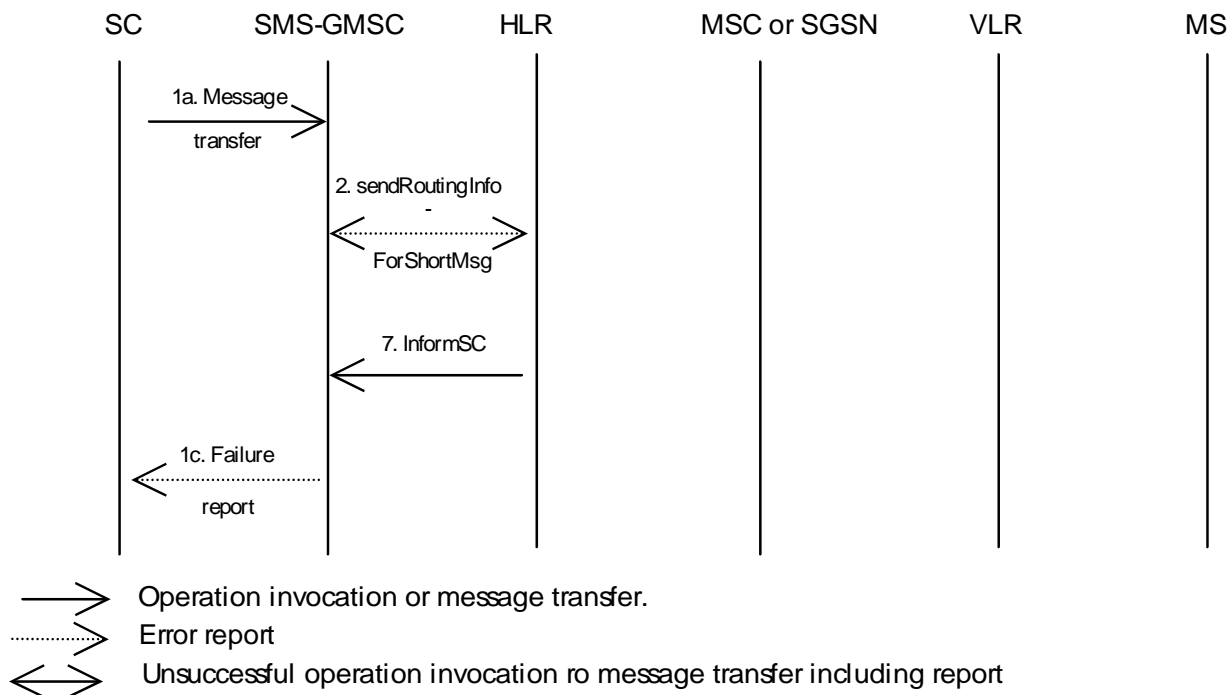 SC SMS-GMSC HLR MSC or SGSN VLR MS
1a. Message
transfer
2. sendRoutingInfo
-
ForShortMsg
7. InformSC
1c. Failure
report
Operation invocation or message transfer.
Error report
Unsuccessful operation invocation ro message transfer including report